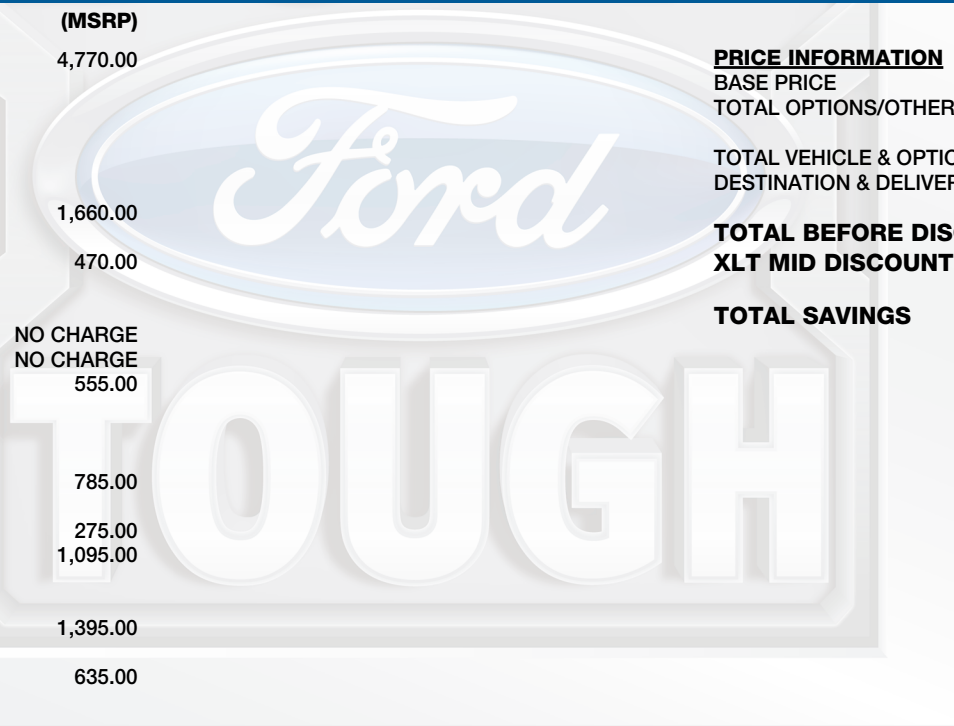 (MSRP)
4,770.00
1,660.00
470.00
NO CHARGE
NO CHARGE
555.00
785.00
275.00
1,095.00
1,395.00
635.00
Ford
TOUGH
PRICE INFORMATION
BASE PRICE
TOTAL OPTIONS/OTHER
TOTAL VEHICLE & OPTIO
DESTINATION & DELIVER
TOTAL BEFORE DISC
XLT MID DISCOUNT
TOTAL SAVINGS